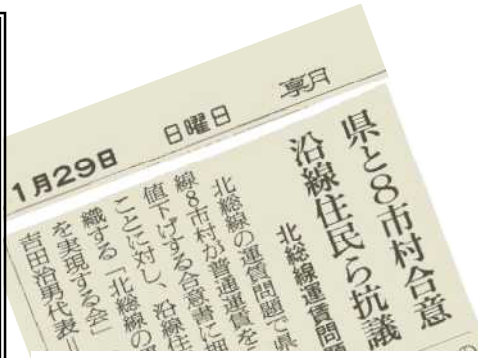 1月29日 日曜日 朝
県と8市村合意
沿線住民ら抗議
北総線運賃問題
北総線の運賃問題で県
線8市村が普通運賃を
値下げする合意書に押
ことに対し、沿線住
織する「北総線の運
を実現する会」
吉田治男代表＝